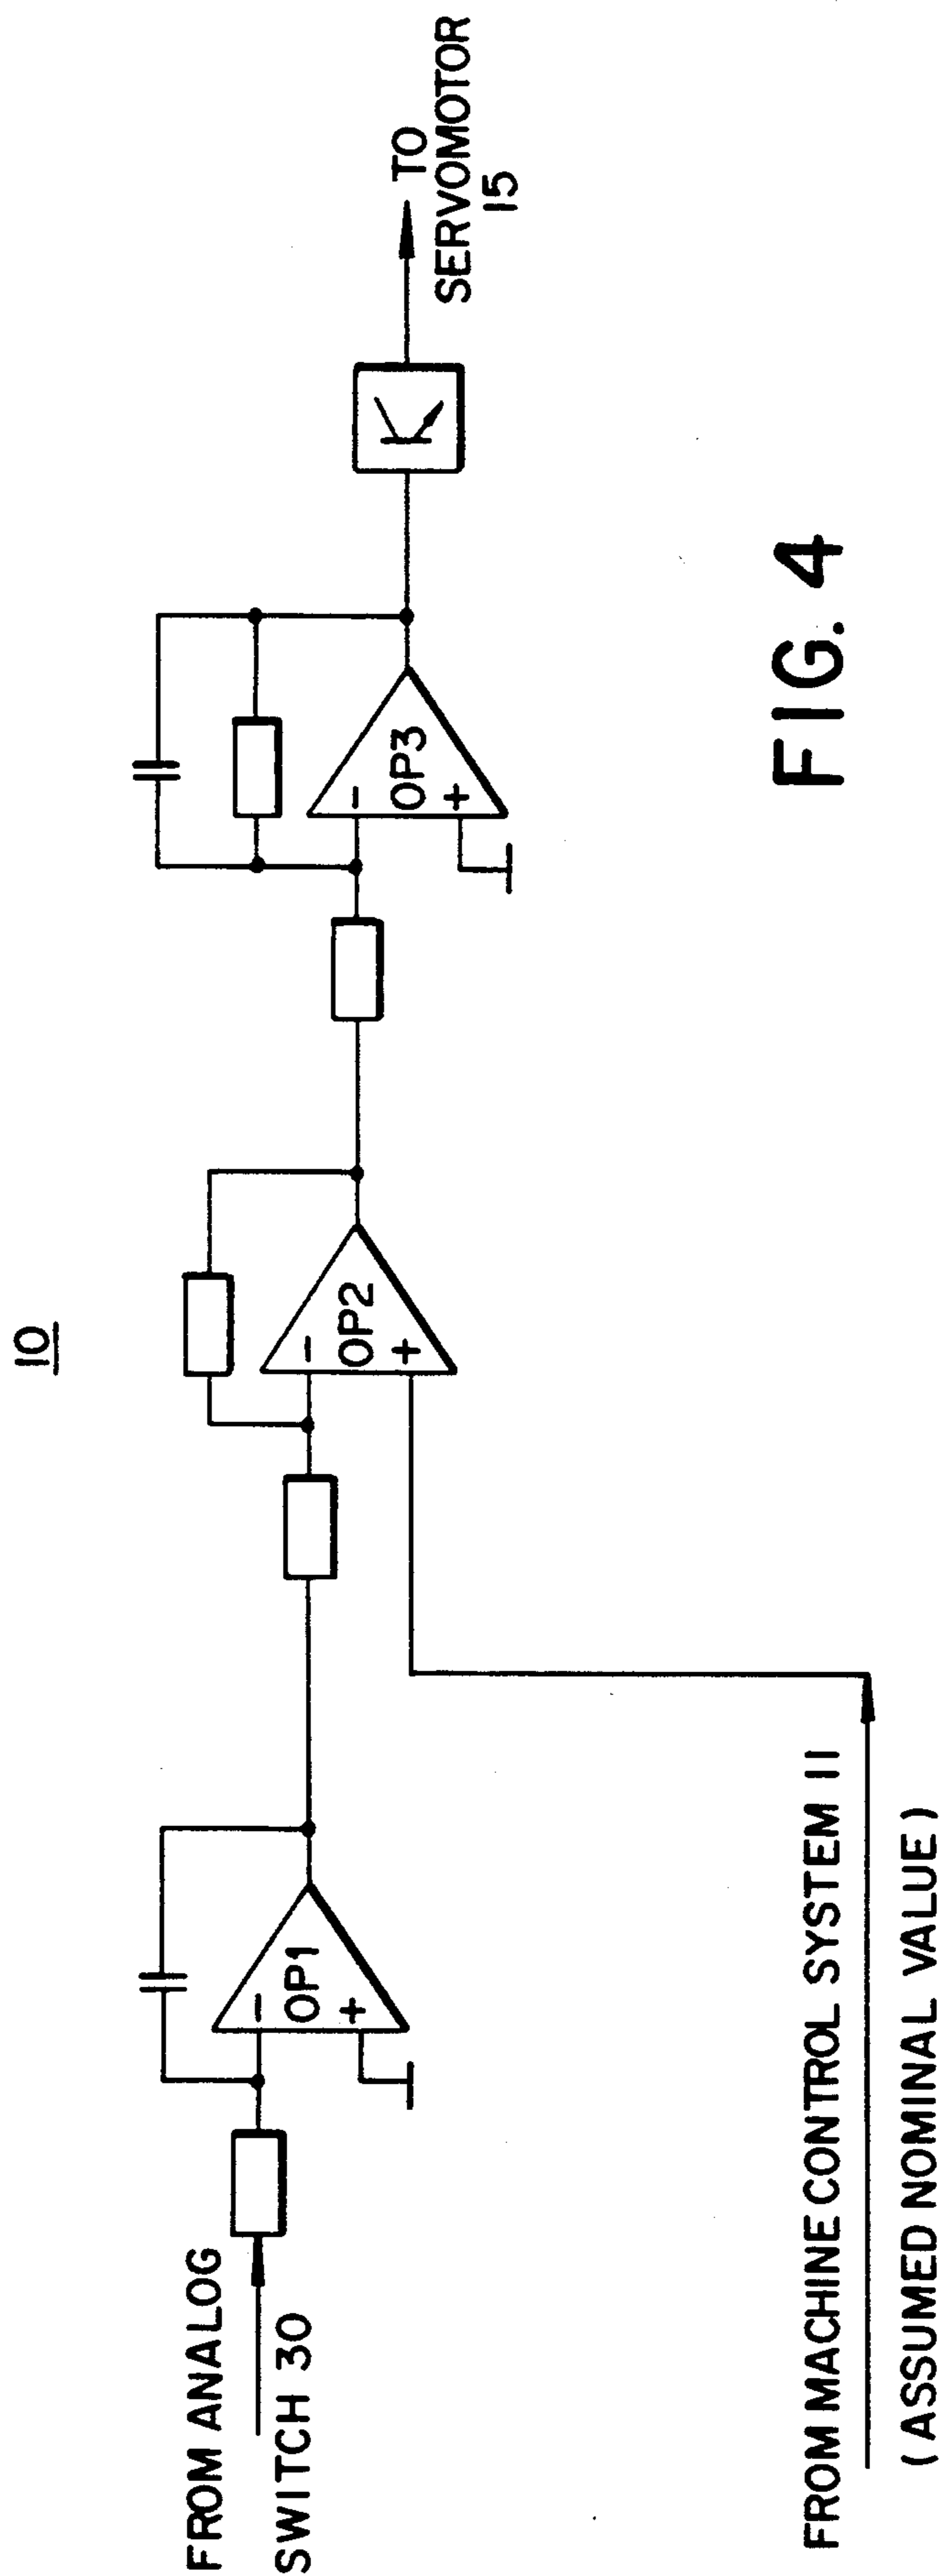 10
FROM ANALOG
SWITCH 30
-
OP1
+
-
OP2
+
-
OP3
+
TO
SERVOMOTOR
15
FROM MACHINE CONTROL SYSTEM 11
(ASSUMED NOMINAL VALUE)
FIG. 4